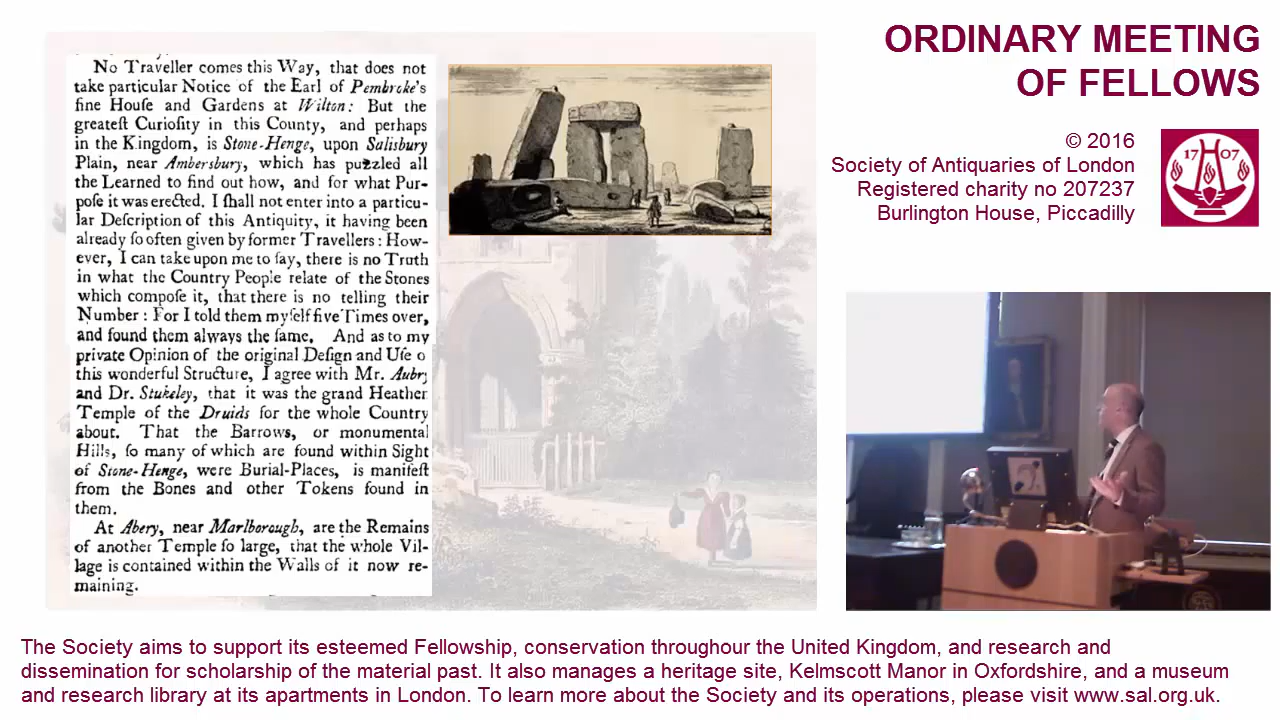 No Traveller comes this Way, that does not
take particular Notice of the Earl of Pembroke's
fine Houſe and Gardens at Wilton: But the
greateſt Curioſity in this County, and perhaps
in the Kingdom, is Stone-Henge, upon Salisbury
Plain, near Ambersbury, which has puzzled all
the Learned to find out how, and for what Pur-
poſe it was erected. I ſhall not enter into a particu-
lar Deſcription of this Antiquity, it having been
already ſo often given by former Travellers: How-
ever, I can take upon me to ſay, there is no Truth
in what the Country People relate of the Stones
which compoſe it, that there is no telling their
Number: For I told them myſelf five Times over,
and found them always the ſame. And as to my
private Opinion of the original Deſign and Uſe o
this wonderful Structure, I agree with Mr. Aubr
and Dr. Stukeley, that it was the grand Heather
Temple of the Druids for the whole Country
about. That the Barrows, or monumental
Hills, ſo many of which are found within Sight
of Stone-Henge, were Burial-Places, is manifeſt
from the Bones and other Tokens found in
them.
At Abery, near Marlborough, are the Remains
of another Temple ſo large, that the whole Vil-
lage is contained within the Walls of it now re-
maining.
ORDINARY MEETING
OF FELLOWS
© 2016
Society of Antiquaries of London
Registered charity no 207237
Burlington House, Piccadilly
1707
The Society aims to support its esteemed Fellowship, conservation throughour the United Kingdom, and research and
dissemination for scholarship of the material past. It also manages a heritage site, Kelmscott Manor in Oxfordshire, and a museum
and research library at its apartments in London. To learn more about the Society and its operations, please visit www.sal.org.uk.